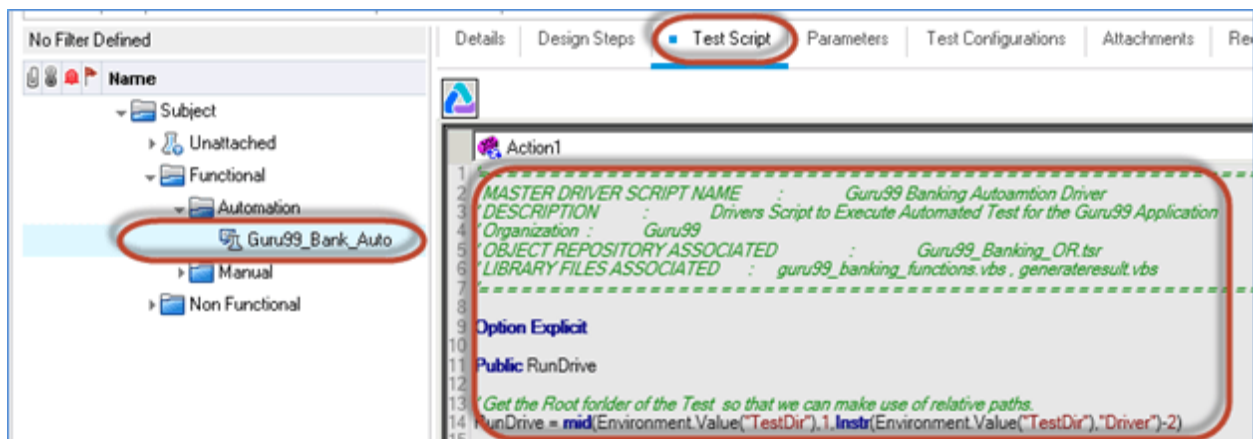 No Filter Defined
Name
Subject
Unattached
Functional
Automation
Guru99_Bank_Auto
Manual
Non Functional
Details Design Steps Test Script Parameters Test Configurations Attachments
Action1
1 '= = = = = = = = = = = = = = = = = = = = = = = = = = = = = = = = = = = = = = = = = = = = = = = =
2 ' MASTER DRIVER SCRIPT NAME : Guru99 Banking Autoamtion Driver
3 ' DESCRIPTION : Drivers Script to Execute Automated Test for the Guru99 Application
4 ' Organization : Guru99
5 ' OBJECT REPOSITORY ASSOCIATED : Guru99_Banking_OR.tsr
6 ' LIBRARY FILES ASSOCIATED : guru99_banking_functions.vbs , generateresult.vbs
7 '= = = = = = = = = = = = = = = = = = = = = = = = = = = = = = = = = = = = = = = = = = = = = = = =
8
9 Option Explicit
10
11 Public RunDrive
12
13 ' Get the Root forlder of the Test so that we can make use of relative paths.
14 RunDrive = mid(Environment.Value("TestDir"),1,Instr(Environment.Value("TestDir"),"Driver")-2)
15